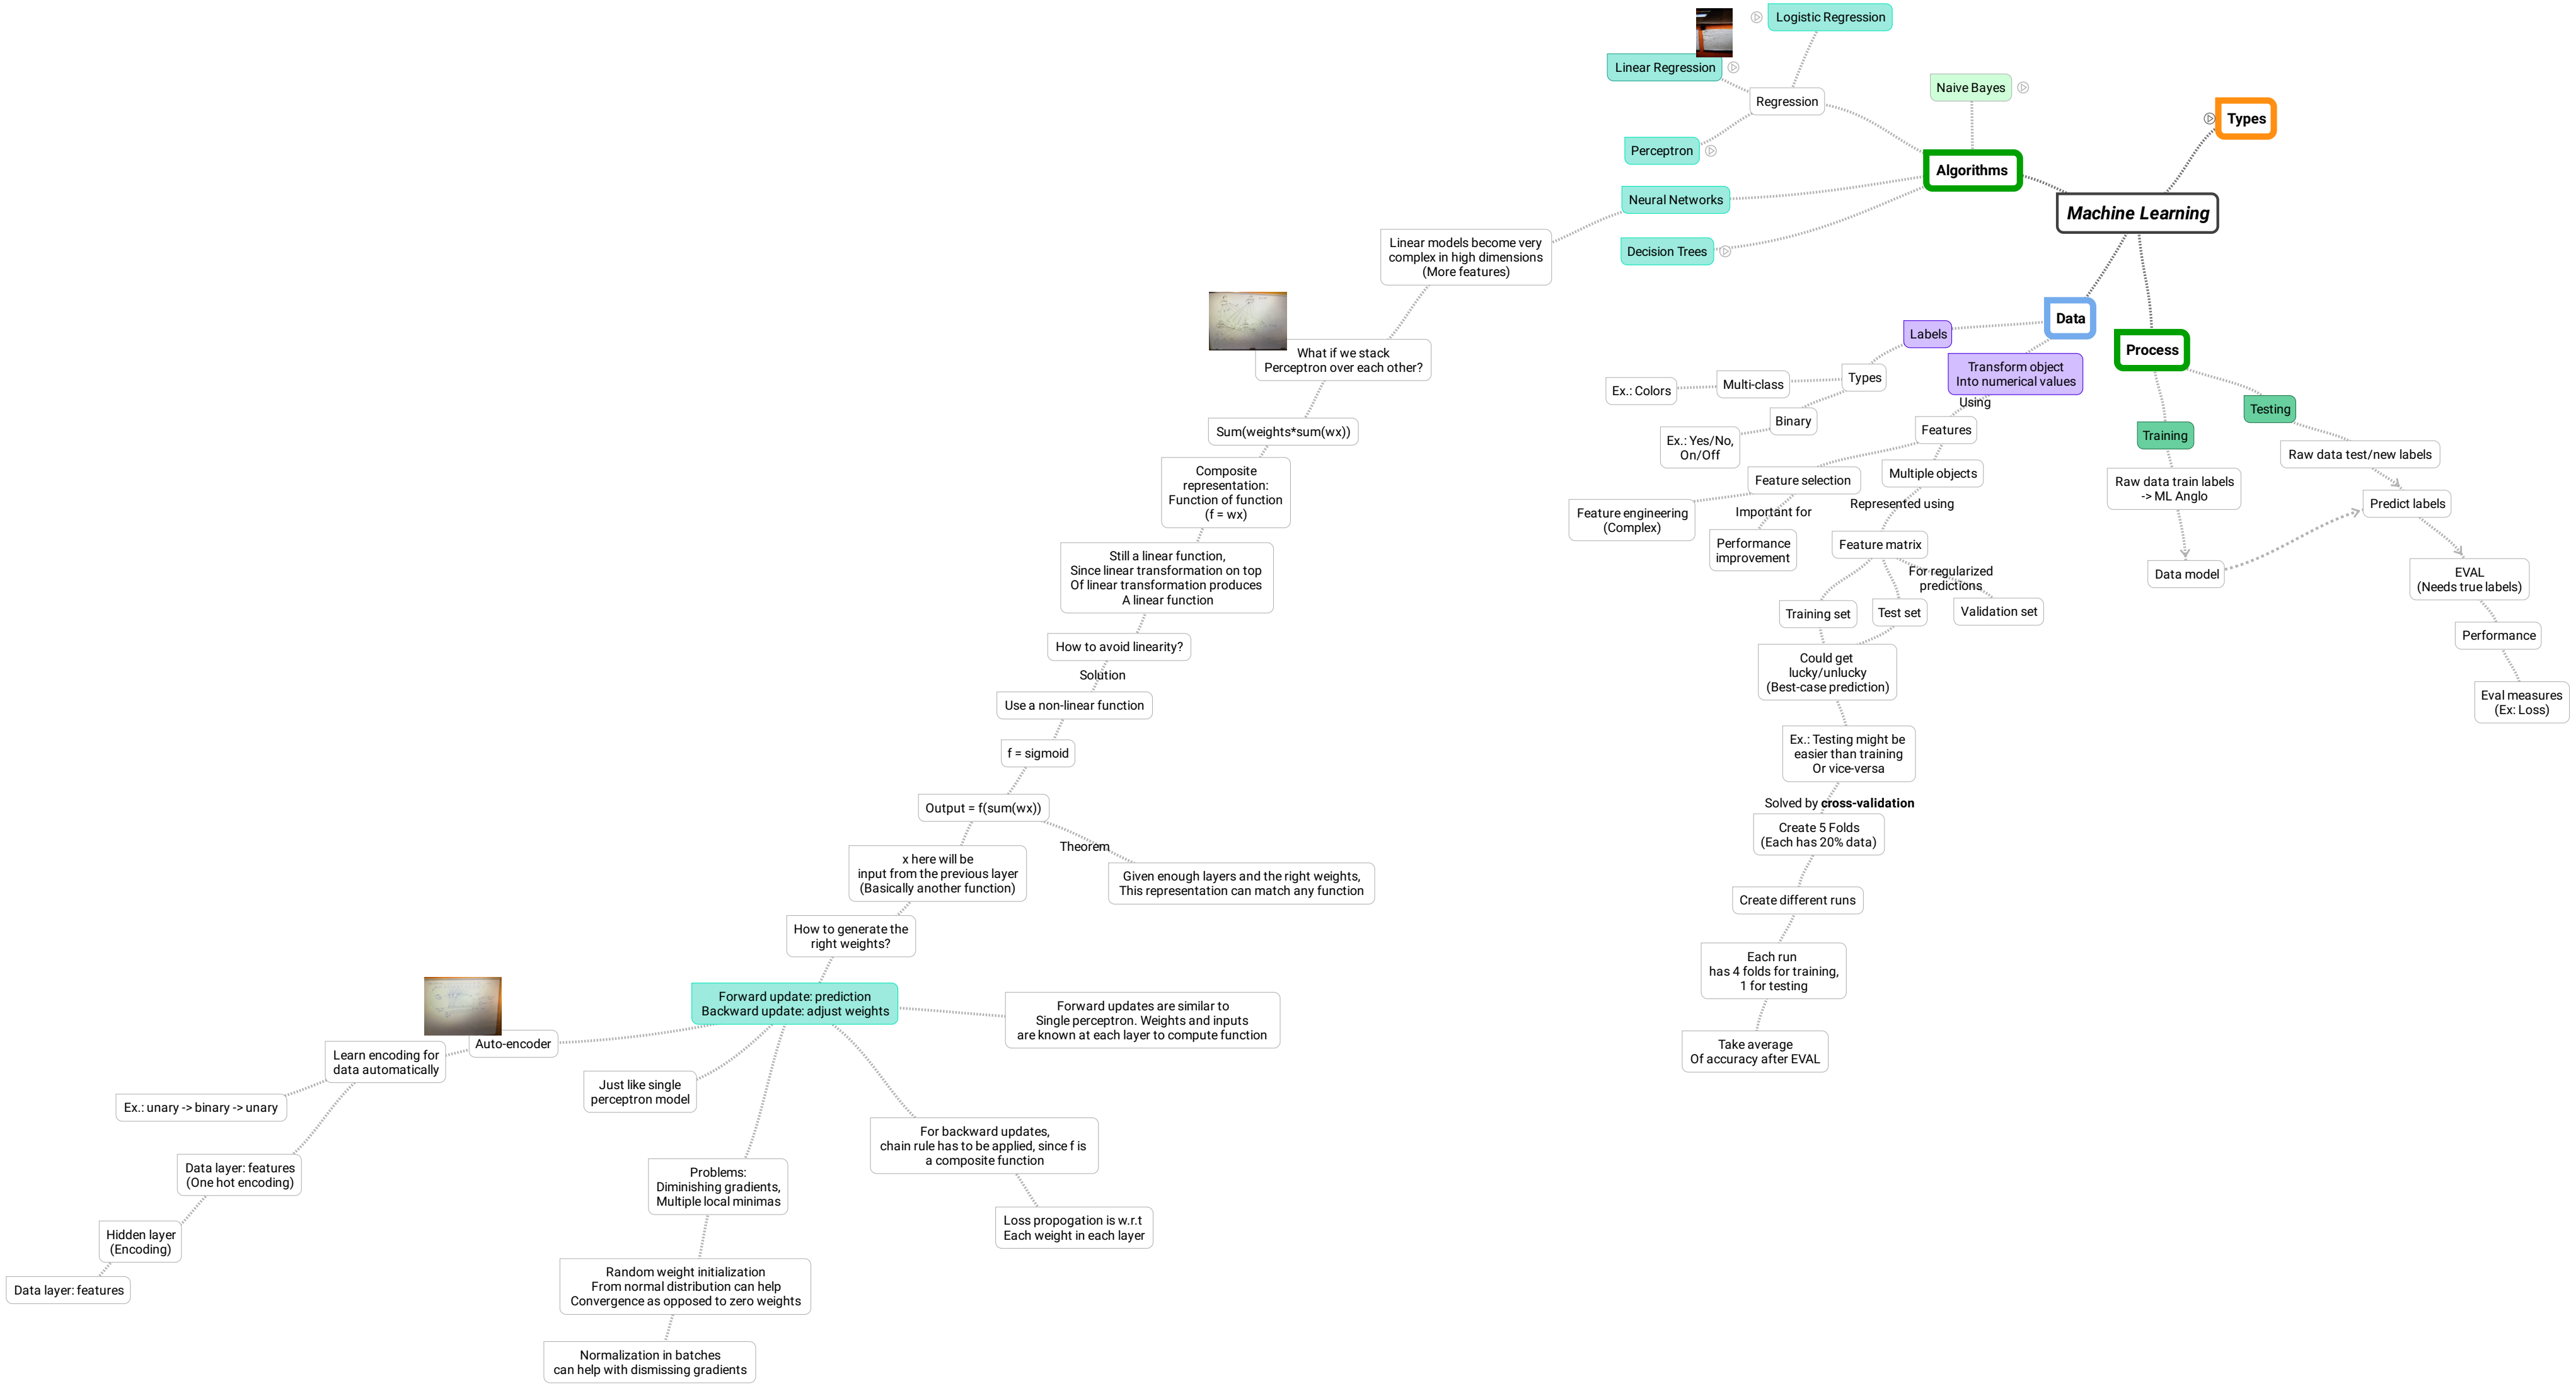 Machine Learning
Types
Algorithms
Naive Bayes
Regression
Logistic Regression
Linear Regression
Perceptron
Neural Networks
Decision Trees
Linear models become very
complex in high dimensions
(More features)
What if we stack
Perceptron over each other?
Sum(weights*sum(wx))
Composite
representation:
Function of function
(f = wx)
Still a linear function,
Since linear transformation on top
Of linear transformation produces
A linear function
How to avoid linearity?
Solution
Use a non-linear function
f = sigmoid
Output = f(sum(wx))
Theorem
Given enough layers and the right weights,
This representation can match any function
x here will be
input from the previous layer
(Basically another function)
How to generate the
right weights?
Forward update: prediction
Backward update: adjust weights
Forward updates are similar to
Single perceptron. Weights and inputs
are known at each layer to compute function
Auto-encoder
Learn encoding for
data automatically
Ex.: unary -> binary -> unary
Data layer: features
(One hot encoding)
Hidden layer
(Encoding)
Data layer: features
Just like single
perceptron model
Problems:
Diminishing gradients,
Multiple local minimas
Random weight initialization
From normal distribution can help
Convergence as opposed to zero weights
Normalization in batches
can help with dismissing gradients
For backward updates,
chain rule has to be applied, since f is
a composite function
Loss propogation is w.r.t
Each weight in each layer
Data
Labels
Types
Multi-class
Ex.: Colors
Binary
Ex.: Yes/No,
On/Off
Transform object
Into numerical values
Using
Features
Feature selection
Feature engineering
(Complex)
Important for
Performance
improvement
Multiple objects
Represented using
Feature matrix
For regularized
predictions
Training set
Test set
Validation set
Could get
lucky/unlucky
(Best-case prediction)
Ex.: Testing might be
easier than training
Or vice-versa
Solved by cross-validation
Create 5 Folds
(Each has 20% data)
Create different runs
Each run
has 4 folds for training,
1 for testing
Take average
Of accuracy after EVAL
Process
Training
Raw data train labels
-> ML Anglo
Data model
Testing
Raw data test/new labels
Predict labels
EVAL
(Needs true labels)
Performance
Eval measures
(Ex: Loss)